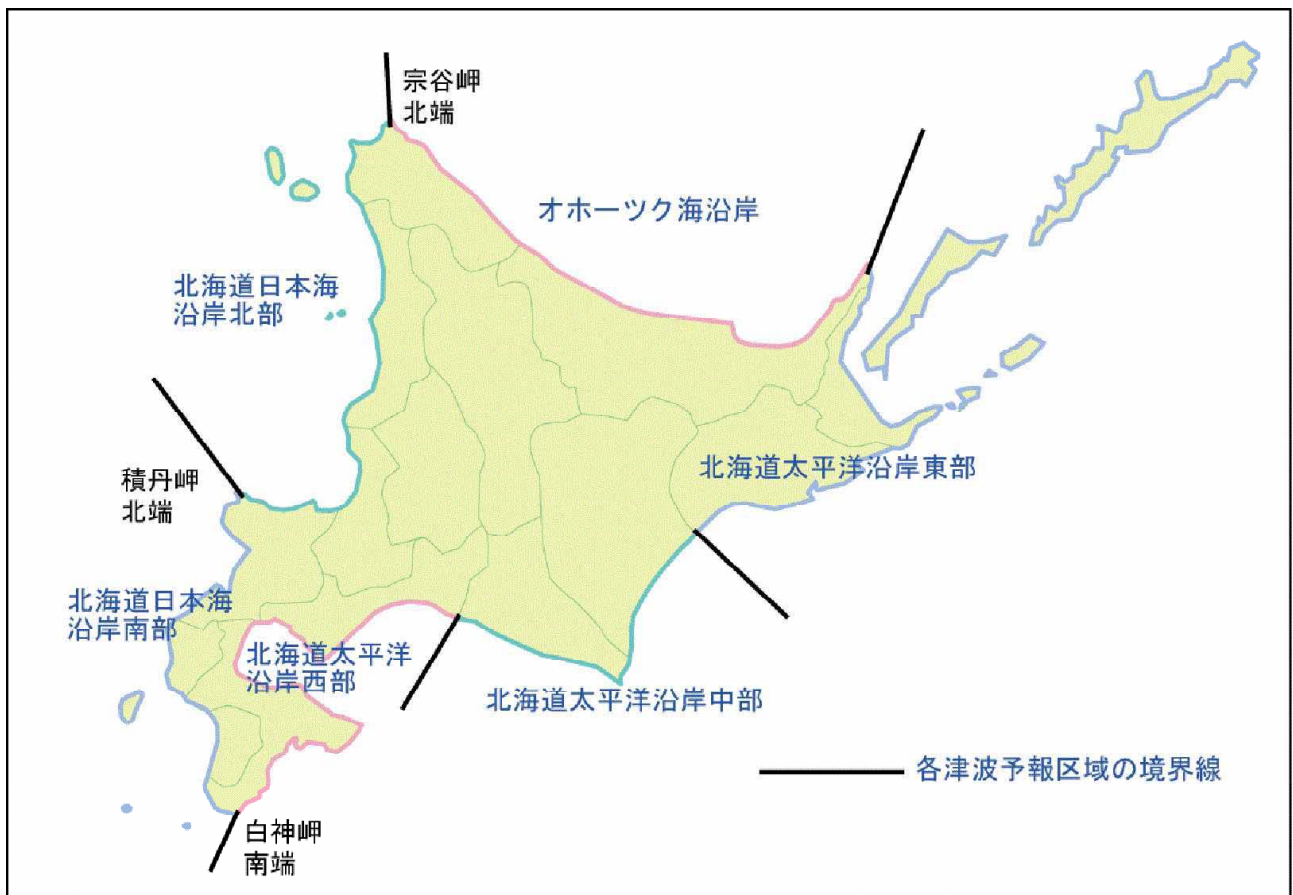 宗谷岬
北端
オホーツク海沿岸
北海道日本海
沿岸北部
積丹岬
北端
北海道太平洋沿岸東部
北海道日本海
沿岸南部
北海道太平洋
沿岸西部
北海道太平洋沿岸中部
各津波予報区域の境界線
白神岬
南端